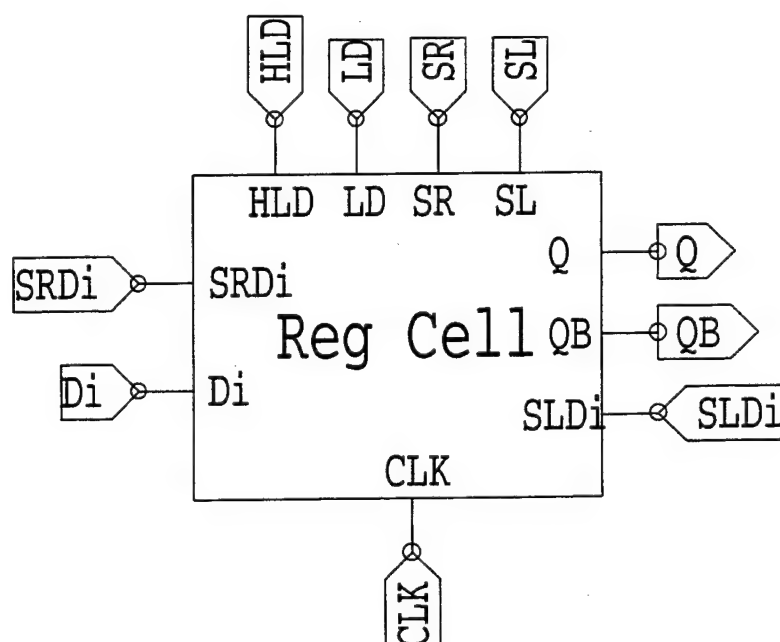 HLD LD SR SL
HLD LD SR SL
Q Q
SRDi SRDi
Reg Cell QB QB
Di Di
SLDi SLDi
CLK
CLK